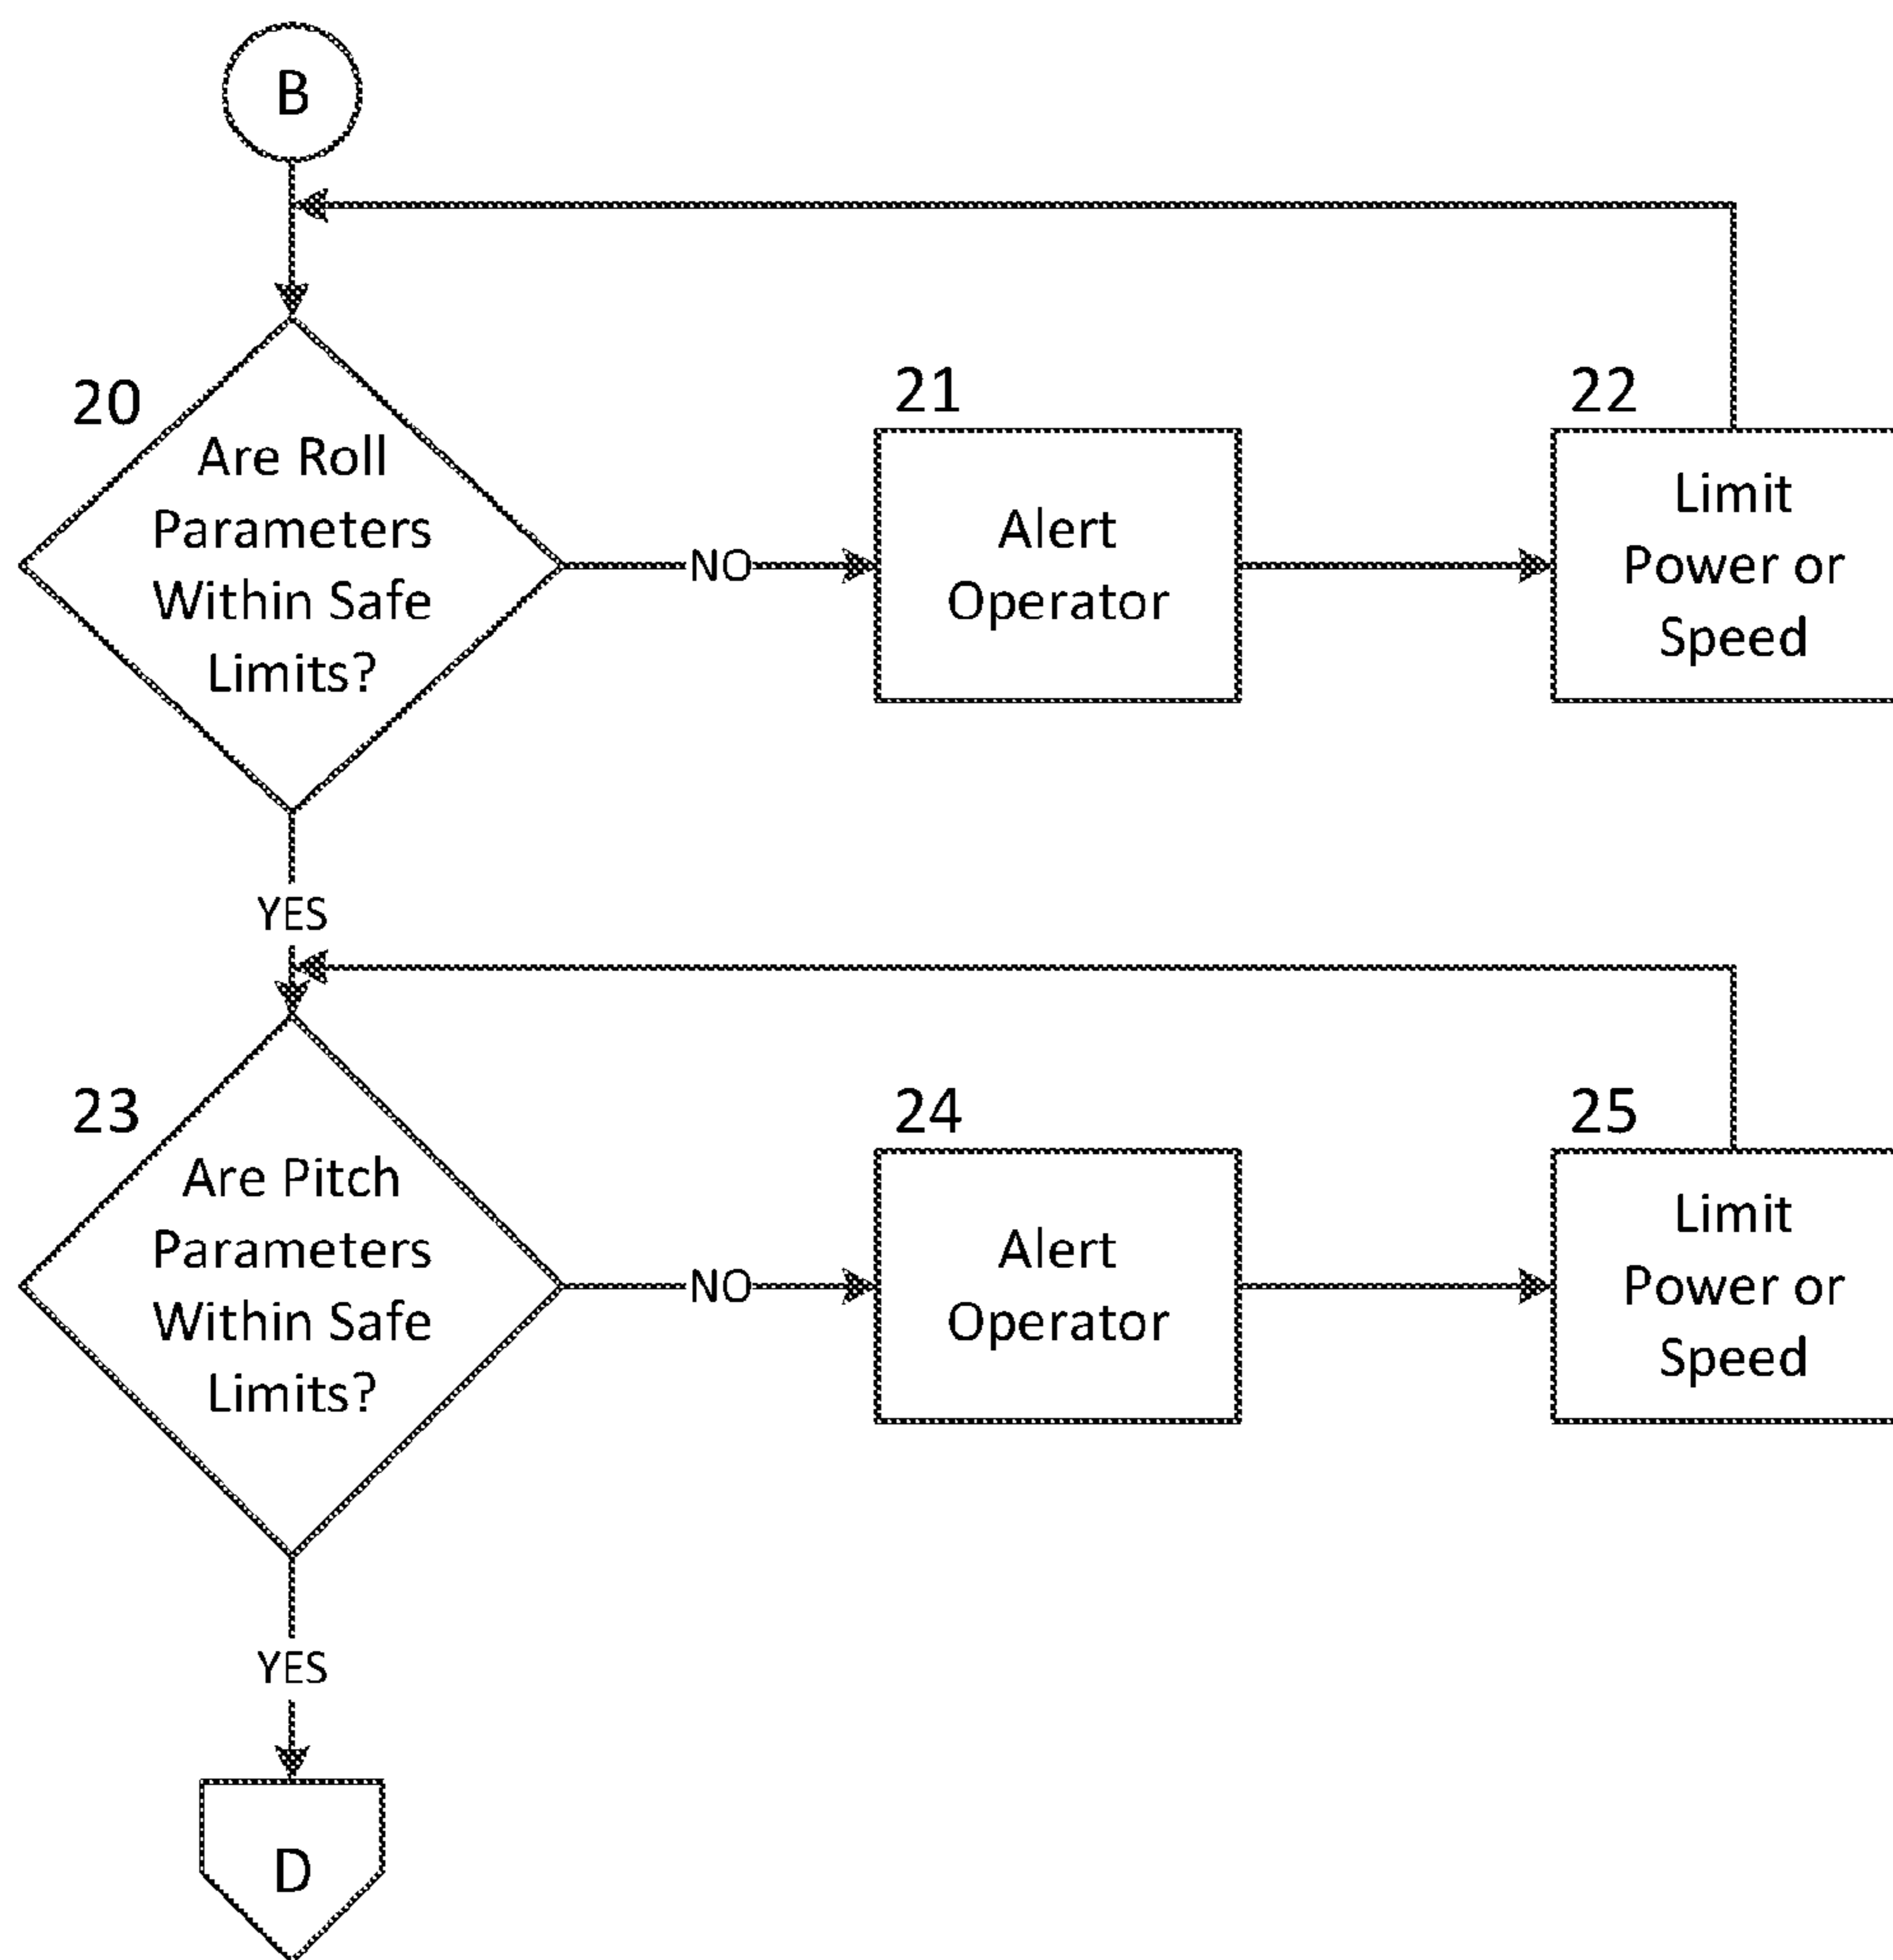 B
20
Are Roll
Parameters
Within Safe
Limits?
NO
21
Alert
Operator
22
Limit
Power or
Speed
YES
23
Are Pitch
Parameters
Within Safe
Limits?
NO
24
Alert
Operator
25
Limit
Power or
Speed
YES
D